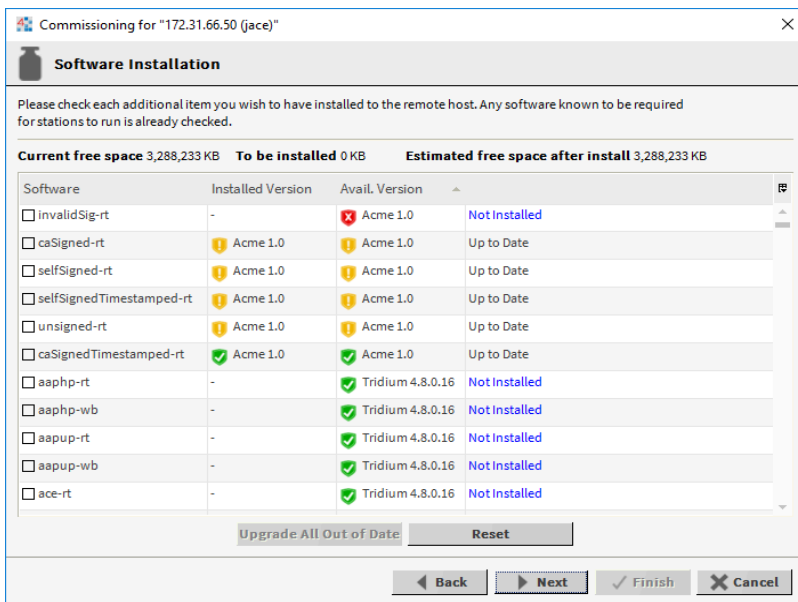 Commissioning for "172.31.66.50 (jace)"
Software Installation
Please check each additional item you wish to have installed to the remote host. Any software known to be required
for stations to run is already checked.
Current free space 3,288,233 KB To be installed 0 KB Estimated free space after install 3,288,233 KB
Software Installed Version Avail. Version
invalidSig-rt - Acme 1.0 Not Installed
caSigned-rt Acme 1.0 Acme 1.0 Up to Date
selfSigned-rt Acme 1.0 Acme 1.0 Up to Date
selfSignedTimestamped-rt Acme 1.0 Acme 1.0 Up to Date
unsigned-rt Acme 1.0 Acme 1.0 Up to Date
caSignedTimestamped-rt Acme 1.0 Acme 1.0 Up to Date
aaphp-rt - Tridium 4.8.0.16 Not Installed
aaphp-wb - Tridium 4.8.0.16 Not Installed
aapup-rt - Tridium 4.8.0.16 Not Installed
aapup-wb - Tridium 4.8.0.16 Not Installed
ace-rt - Tridium 4.8.0.16 Not Installed
Upgrade All Out of Date Reset
Back Next Finish Cancel